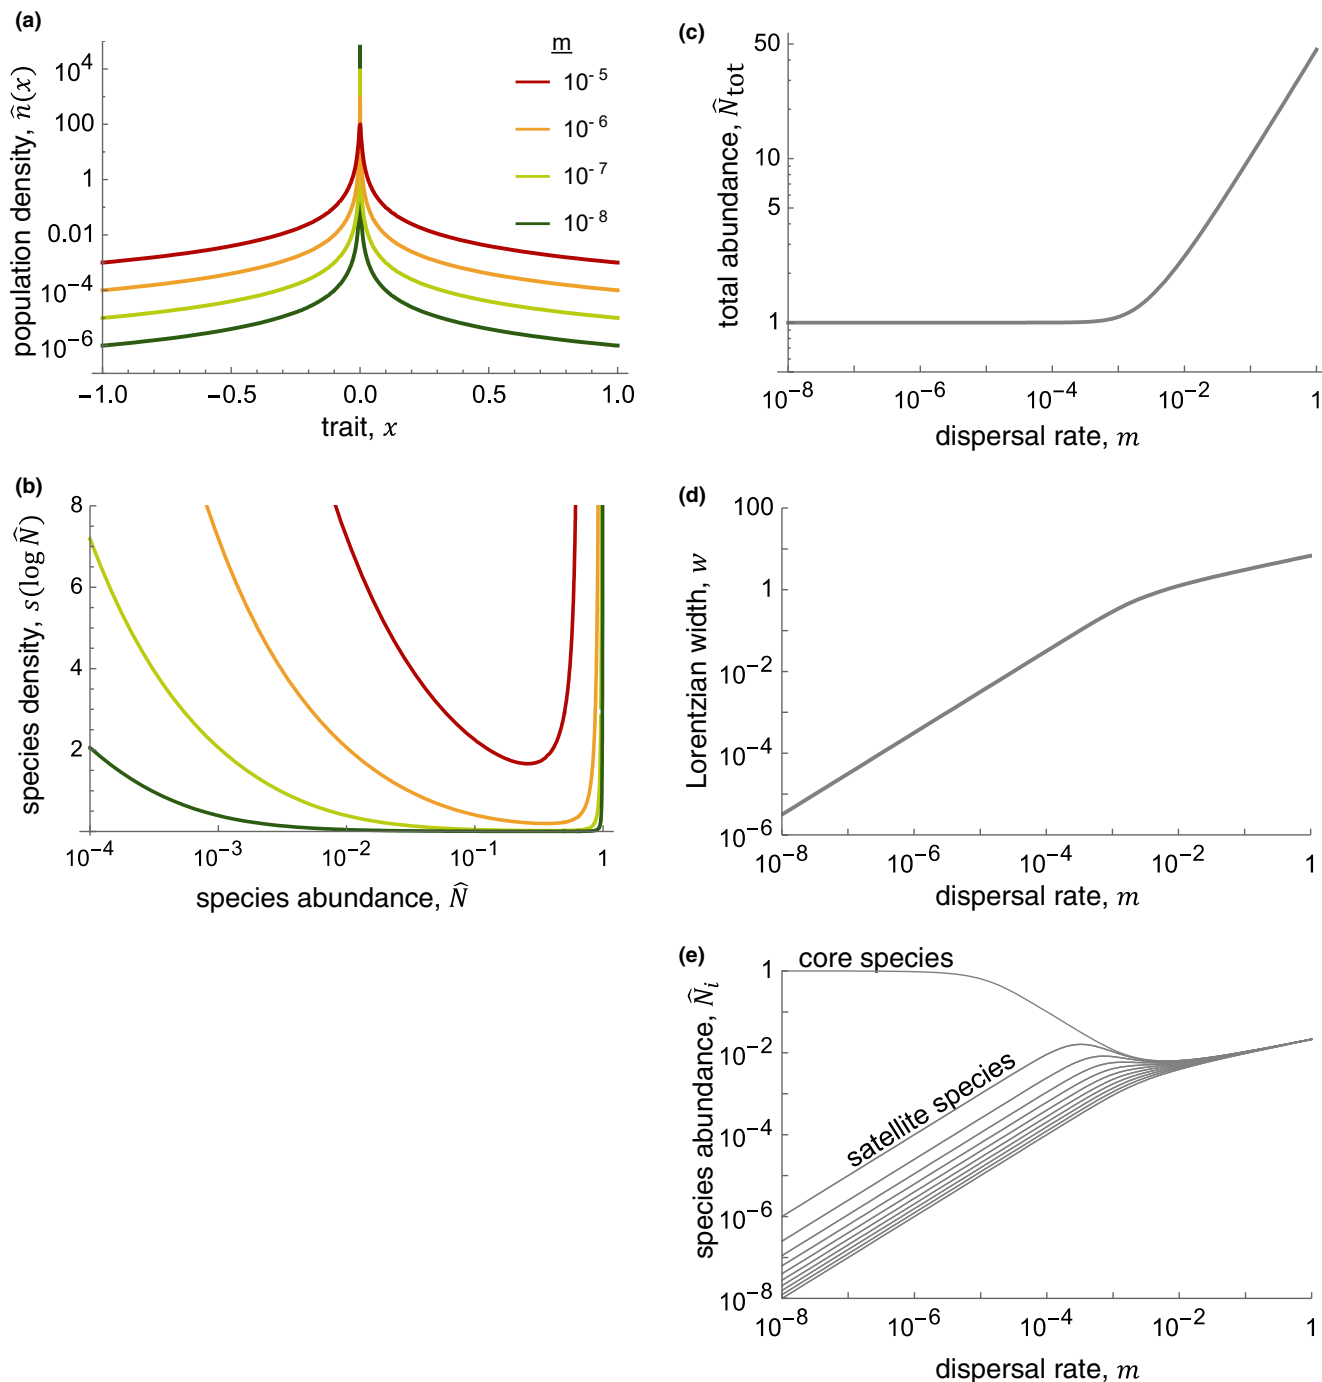 (a)
population density, n̂(x)
10⁴
100
1
0.01
10⁻⁴
10⁻⁶
−1.0
−0.5
0.0
0.5
1.0
trait, x
m
10⁻⁵
10⁻⁶
10⁻⁷
10⁻⁸
(b)
species density, s(log N̂)
8
6
4
2
10⁻⁴
10⁻³
10⁻²
10⁻¹
1
species abundance, N̂
(c)
total abundance, N̂tot
50
10
5
1
10⁻⁸
10⁻⁶
10⁻⁴
10⁻²
1
dispersal rate, m
(d)
Lorentzian width, w
100
1
10⁻²
10⁻⁴
10⁻⁶
10⁻⁸
10⁻⁶
10⁻⁴
10⁻²
1
dispersal rate, m
(e)
species abundance, N̂ᵢ
1
10⁻²
10⁻⁴
10⁻⁶
10⁻⁸
core species
satellite species
10⁻⁸
10⁻⁶
10⁻⁴
10⁻²
1
dispersal rate, m